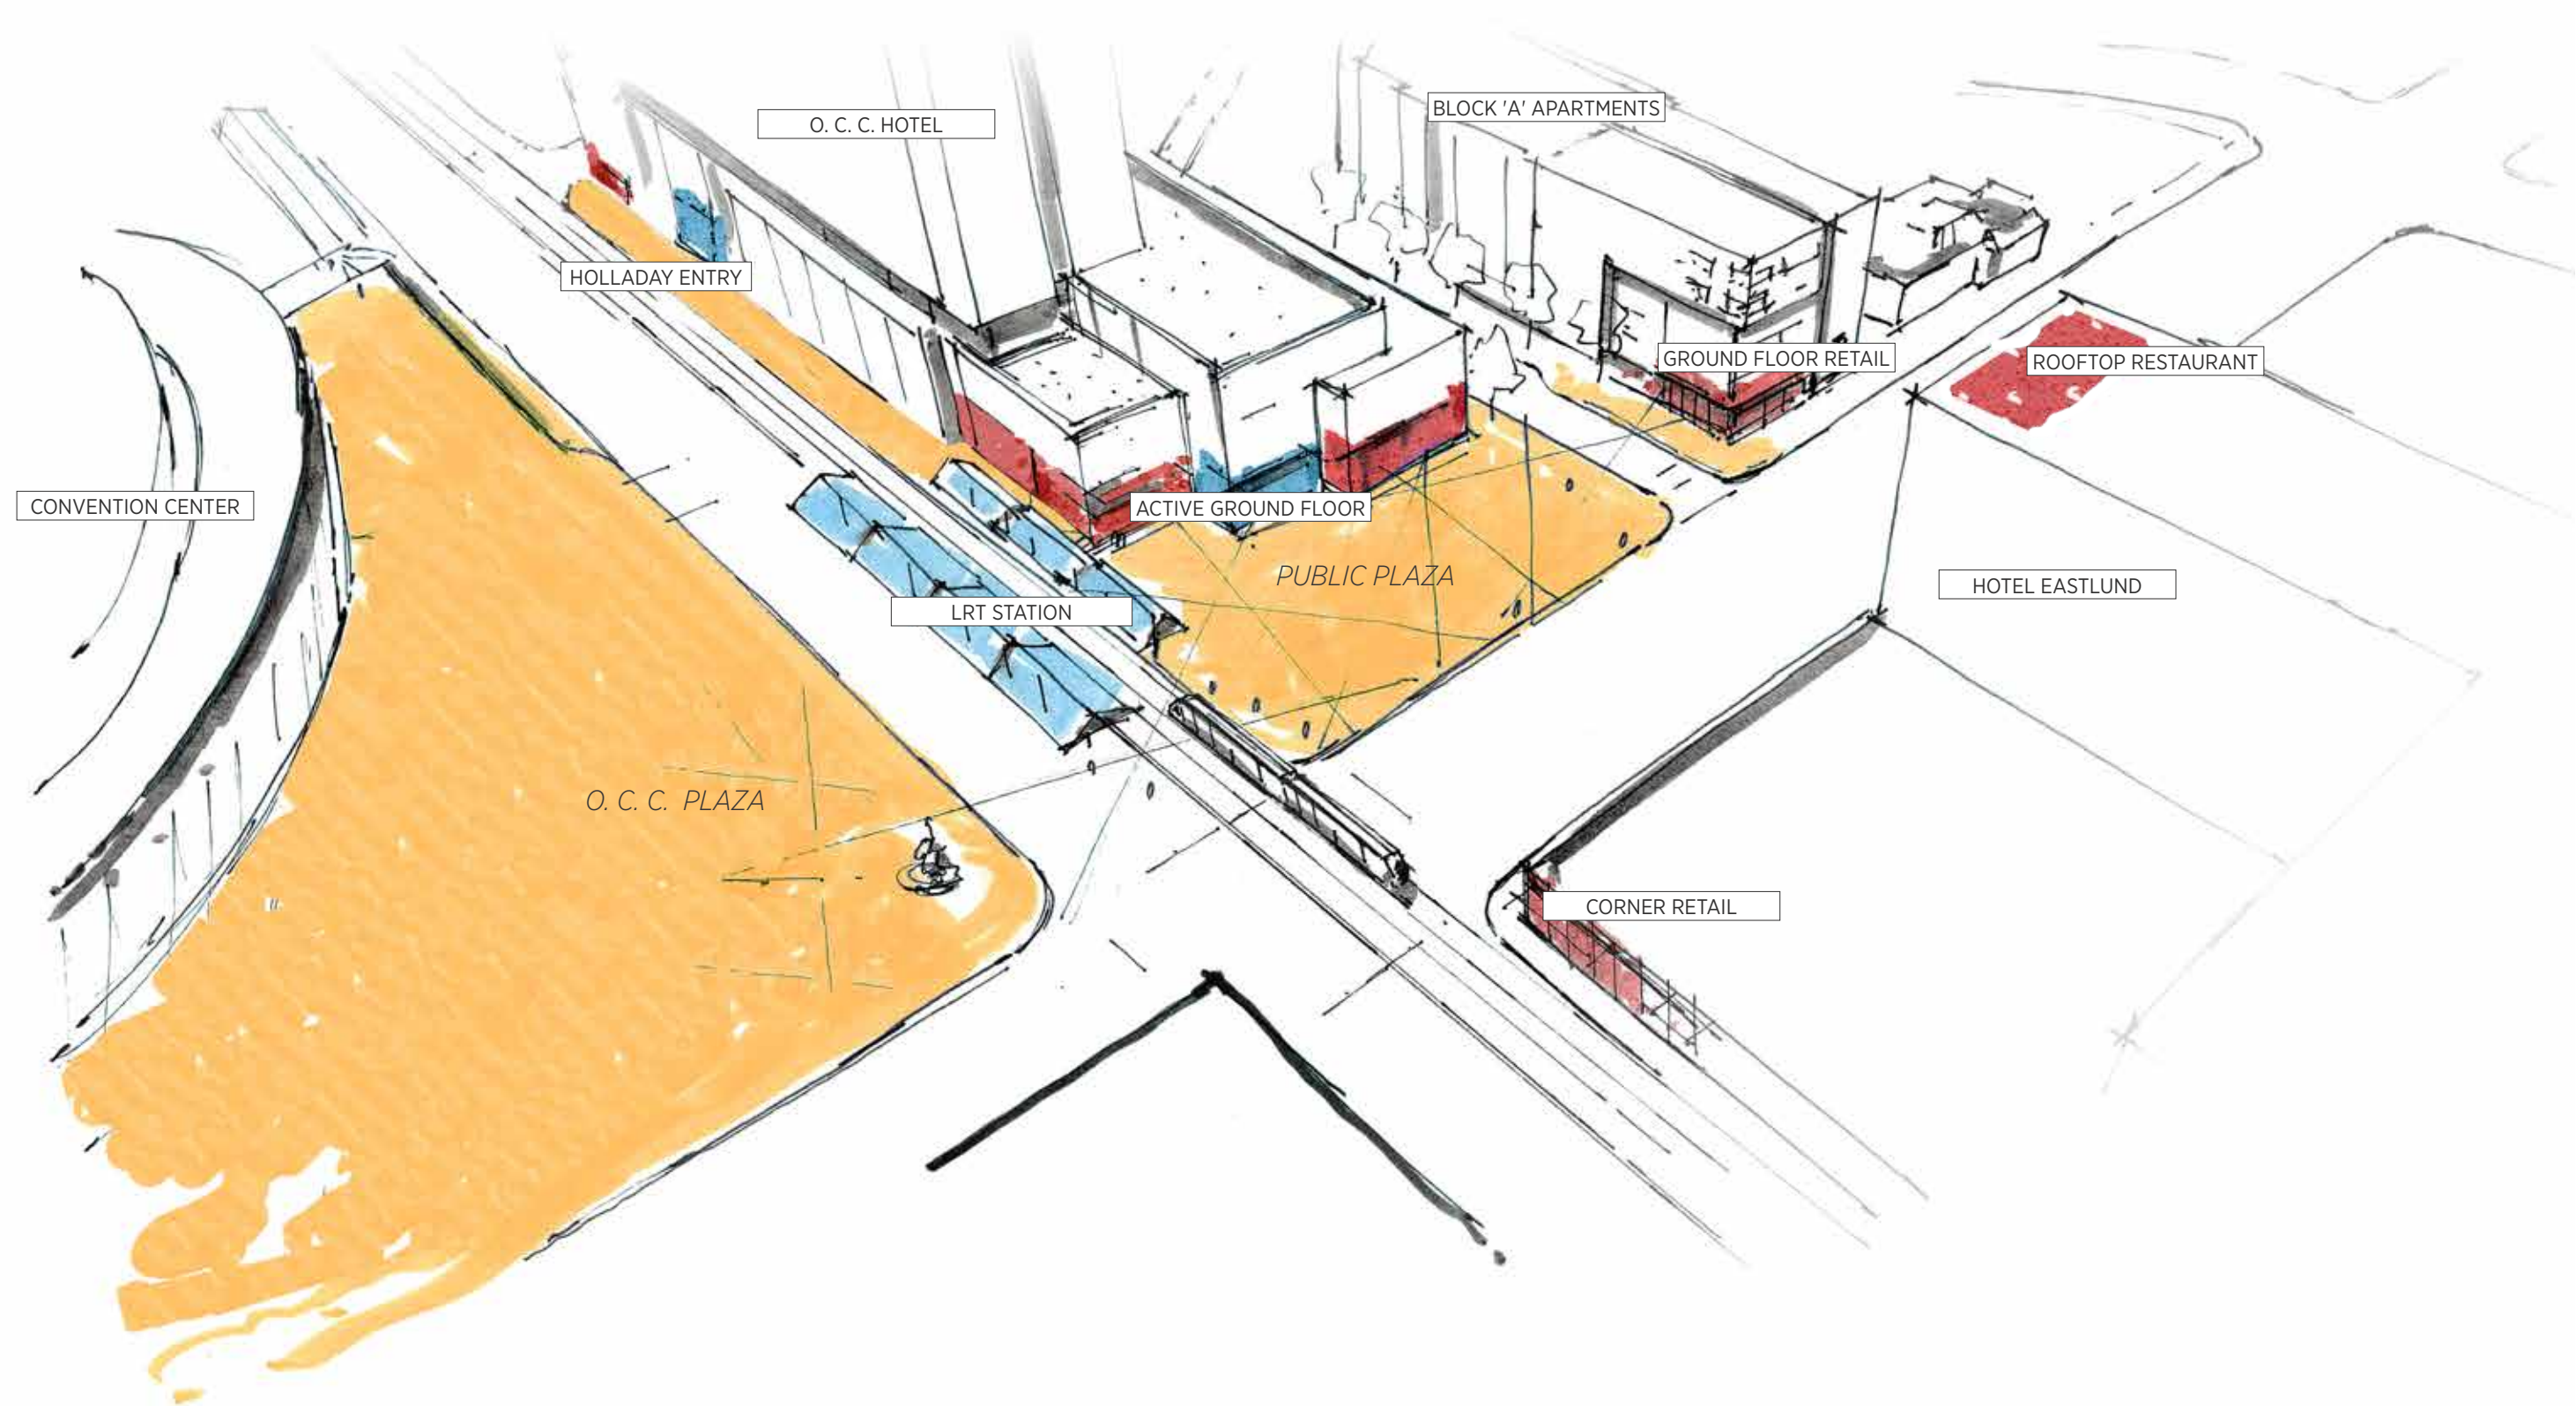 BLOCK 'A' APARTMENTS
O. C. C. HOTEL
HOLLADAY ENTRY
GROUND FLOOR RETAIL
ROOFTOP RESTAURANT
CONVENTION CENTER
ACTIVE GROUND FLOOR
PUBLIC PLAZA
HOTEL EASTLUND
LRT STATION
O. C. C. PLAZA
CORNER RETAIL